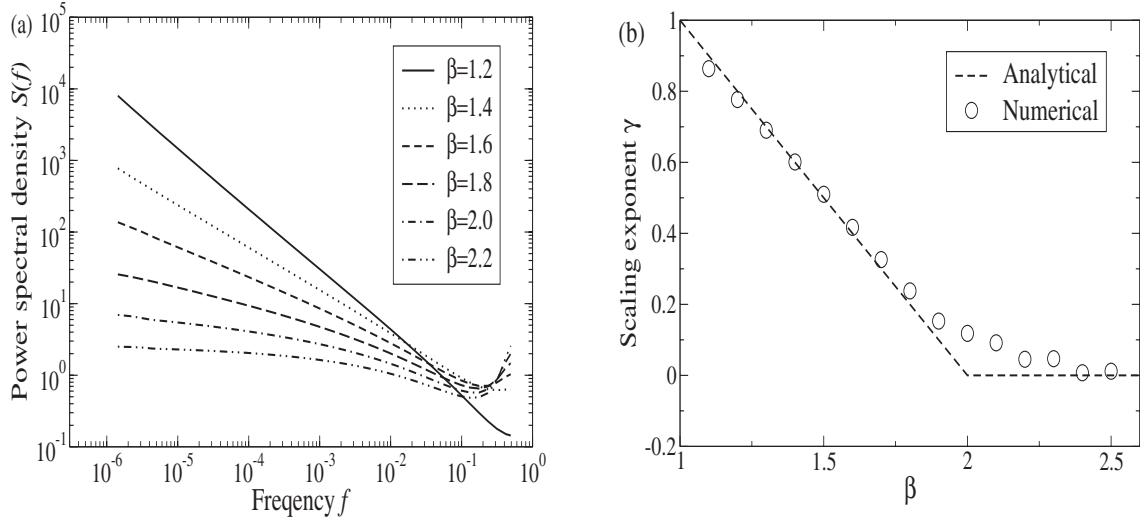 (a)
Power spectral density S(f)
10^5
10^4
10^3
10^2
10^1
10^0
10^-1
β=1.2
β=1.4
β=1.6
β=1.8
β=2.0
β=2.2
10^-6 10^-5 10^-4 10^-3 10^-2 10^-1 10^0
Freqency f
(b)
Scaling exponent γ
1
0.8
0.6
0.4
0.2
0
-0.2
Analytical
Numerical
1 1.5 2 2.5
β